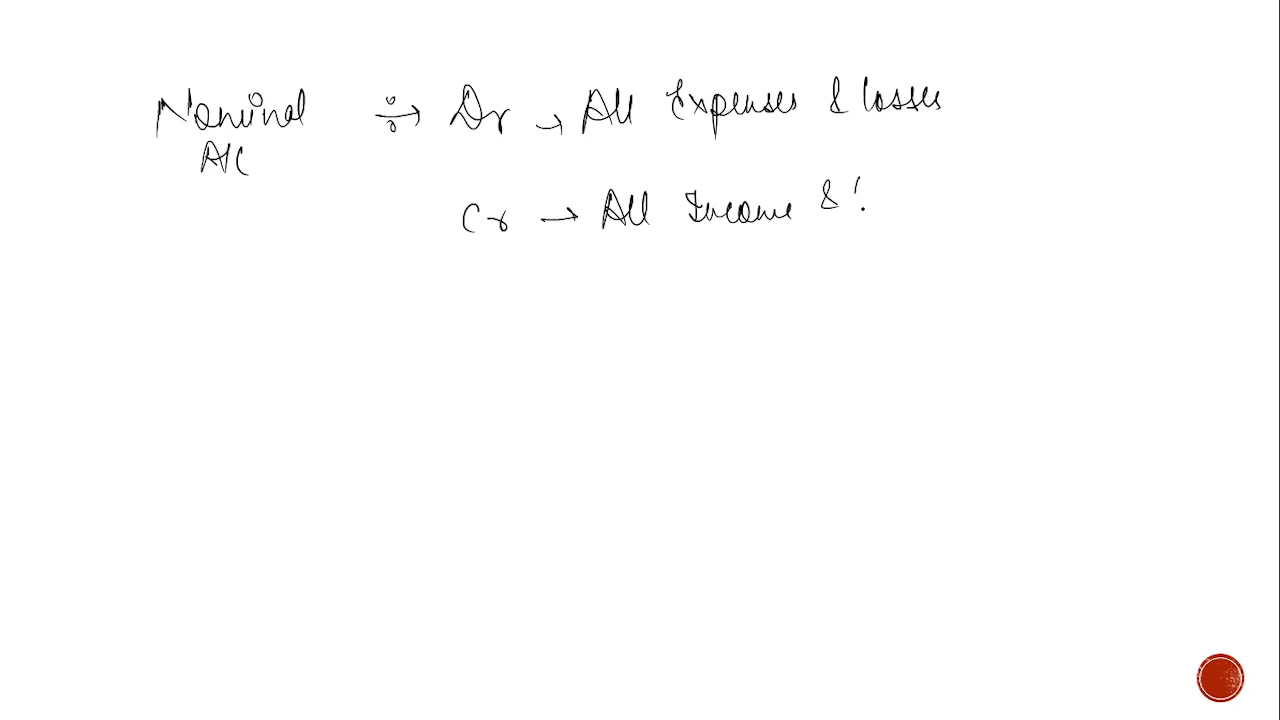 Nominal ÷→ Dr → All Expenses & losses
A/c
Cr → All Income &